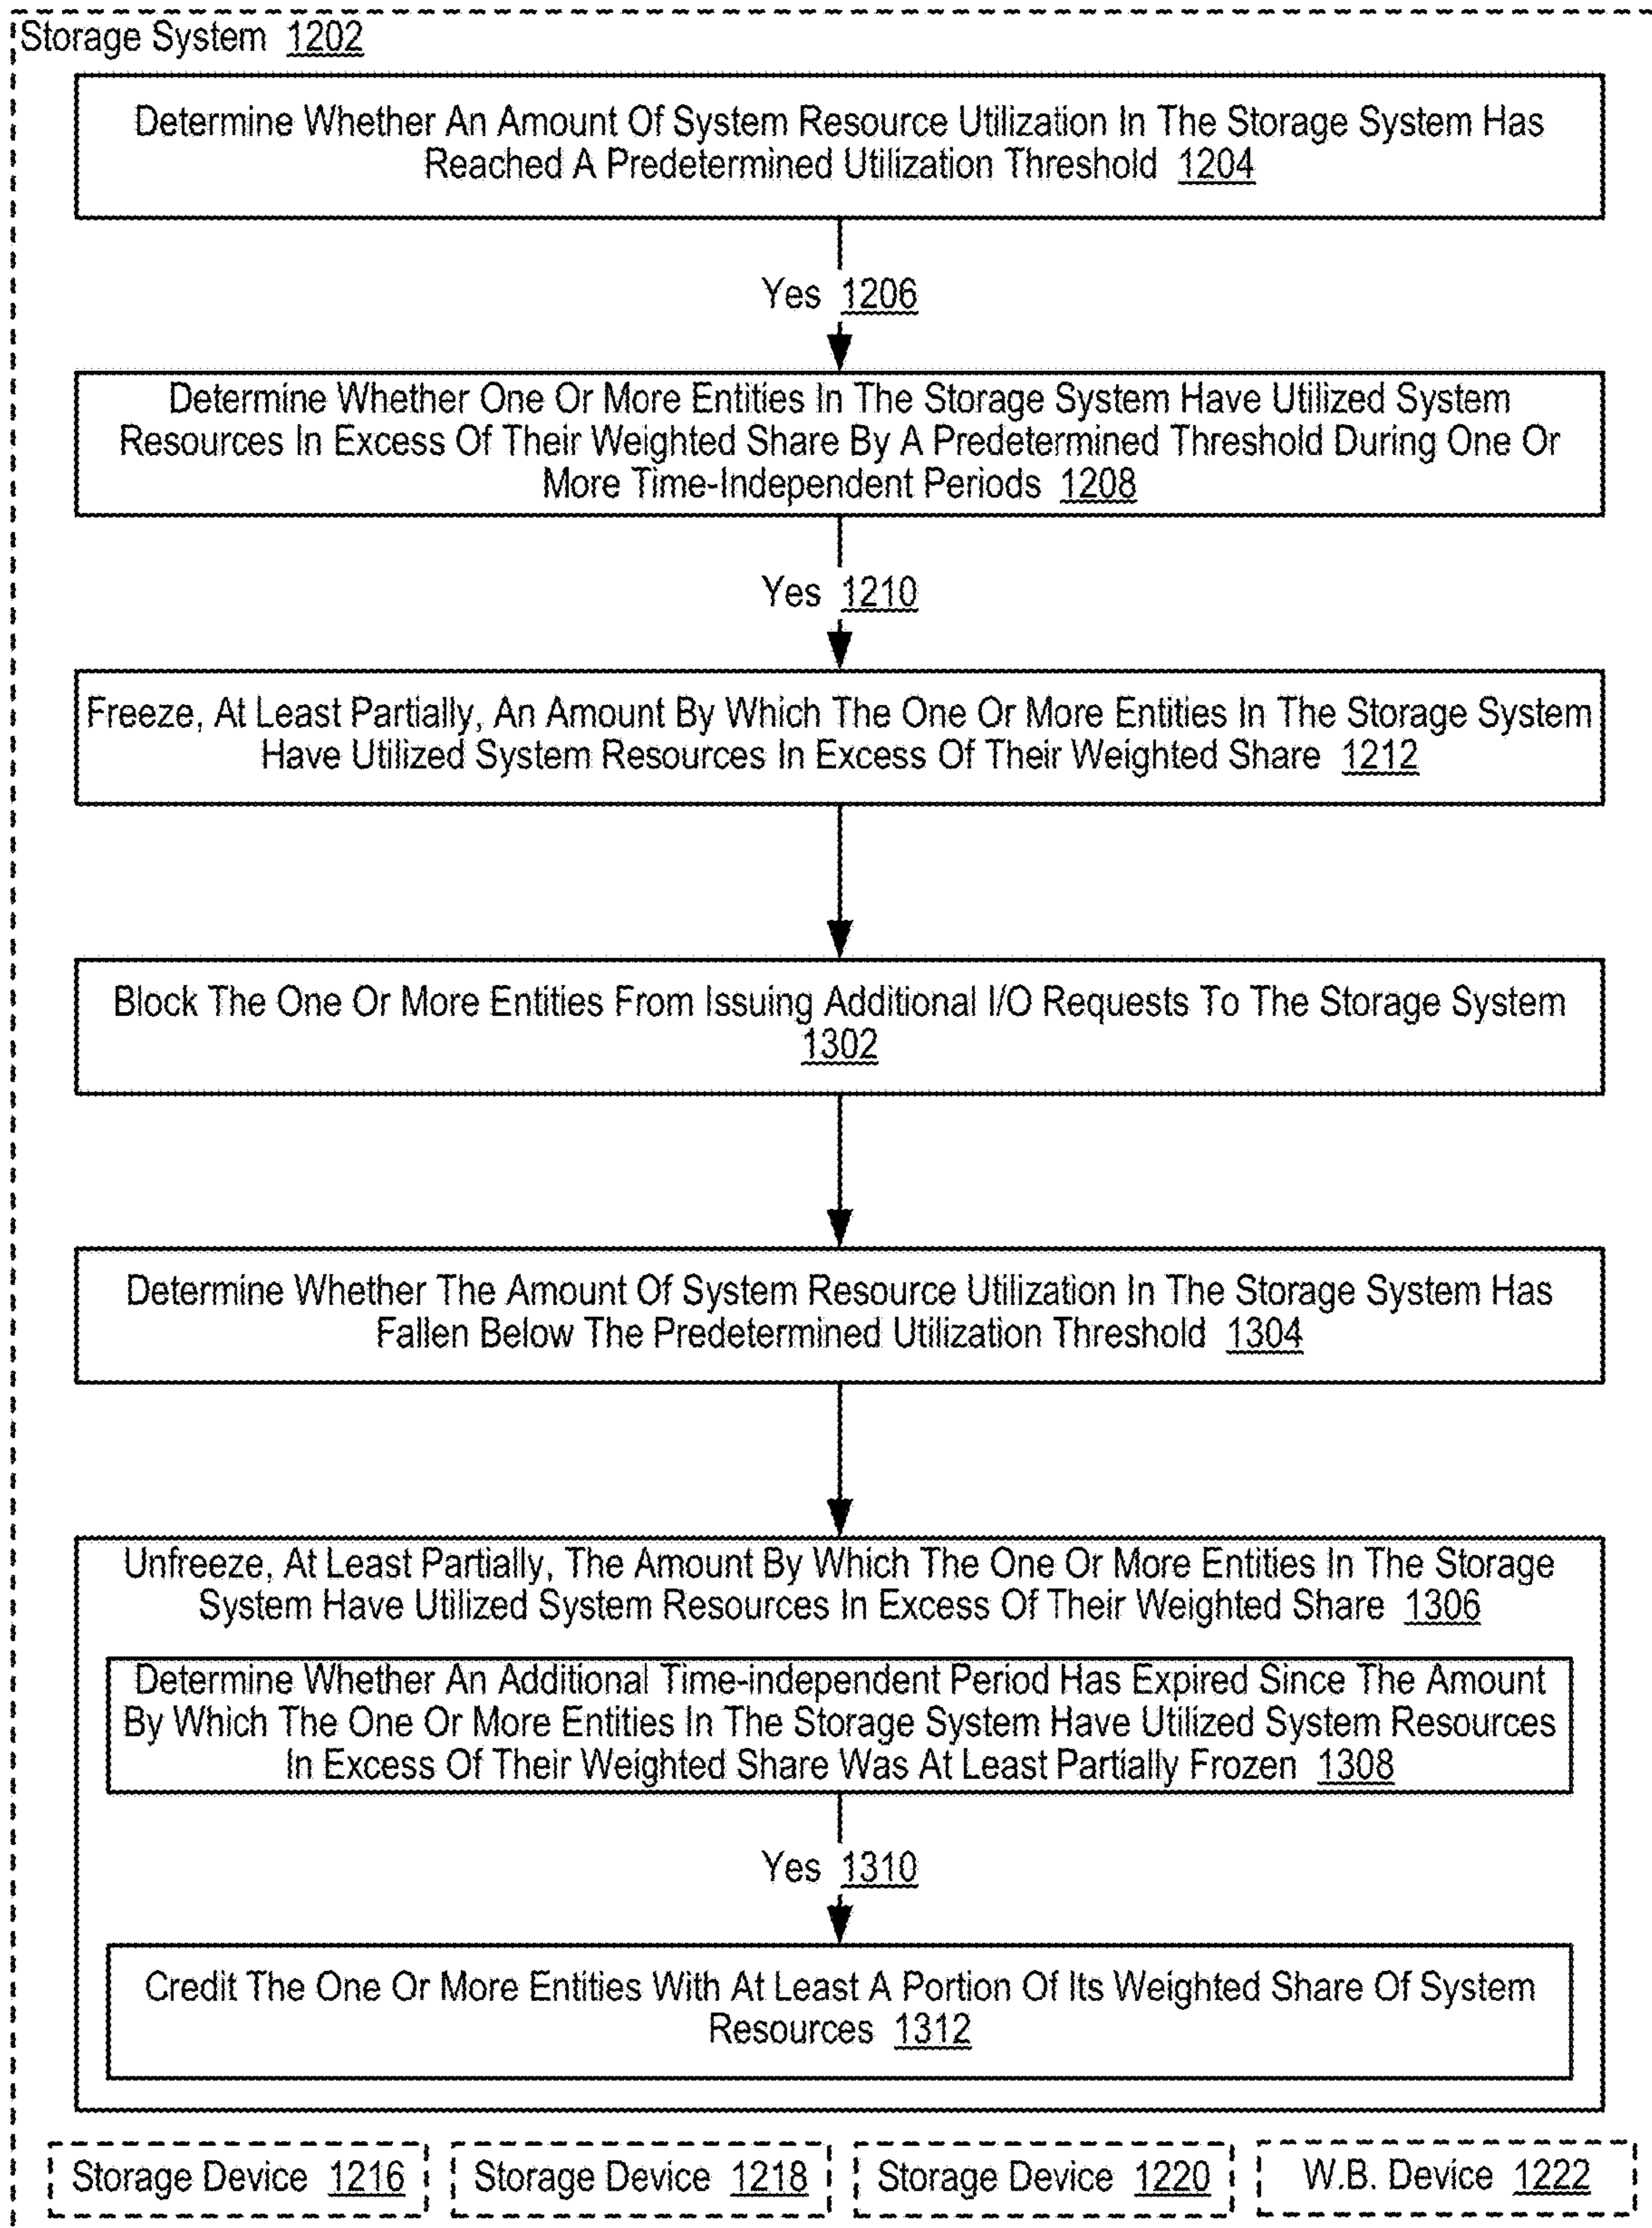 Storage System 1202
Determine Whether An Amount Of System Resource Utilization In The Storage System Has
Reached A Predetermined Utilization Threshold 1204
Yes 1206
Determine Whether One Or More Entities In The Storage System Have Utilized System
Resources In Excess Of Their Weighted Share By A Predetermined Threshold During One Or
More Time-Independent Periods 1208
Yes 1210
Freeze, At Least Partially, An Amount By Which The One Or More Entities In The Storage System
Have Utilized System Resources In Excess Of Their Weighted Share 1212
Block The One Or More Entities From Issuing Additional I/O Requests To The Storage System
1302
Determine Whether The Amount Of System Resource Utilization In The Storage System Has
Fallen Below The Predetermined Utilization Threshold 1304
Unfreeze, At Least Partially, The Amount By Which The One Or More Entities In The Storage
System Have Utilized System Resources In Excess Of Their Weighted Share 1306
Determine Whether An Additional Time-independent Period Has Expired Since The Amount
By Which The One Or More Entities In The Storage System Have Utilized System Resources
In Excess Of Their Weighted Share Was At Least Partially Frozen 1308
Yes 1310
Credit The One Or More Entities With At Least A Portion Of Its Weighted Share Of System
Resources 1312
Storage Device 1216 Storage Device 1218 Storage Device 1220 W.B. Device 1222